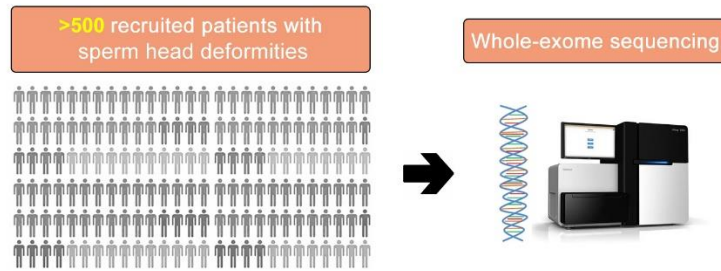 >500 recruited patients with
sperm head deformities
Whole-exome sequencing